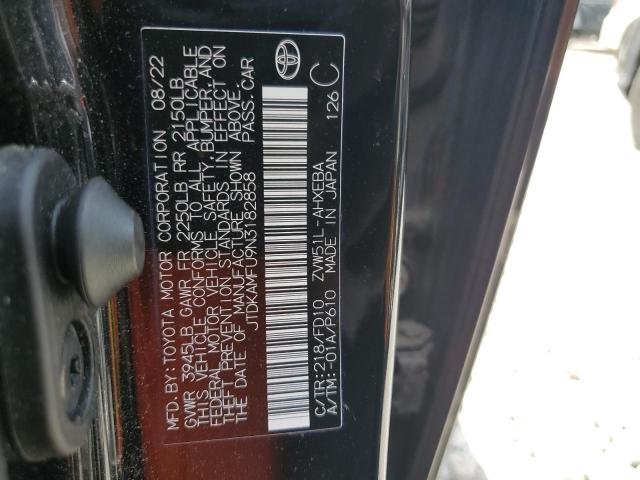 MFD. BY: TOYOTA MOTOR CORPORATION 08/22
GVWR 3945LB GAWR FR 2250LB RR 2150LB
THIS VEHICLE CONFORMS TO ALL APPLICABLE
FEDERAL MOTOR VEHICLE SAFETY, BUMPER, AND
THEFT PREVENTION STANDARDS IN EFFECT ON
THE DATE OF MANUFACTURE SHOWN ABOVE.
JTDKAMFU9N3182858 PASS. CAR
C/TR:218/FD10 ZVW51L-AHXEBA
A/TM:-01A/P610 MADE IN JAPAN 126 C